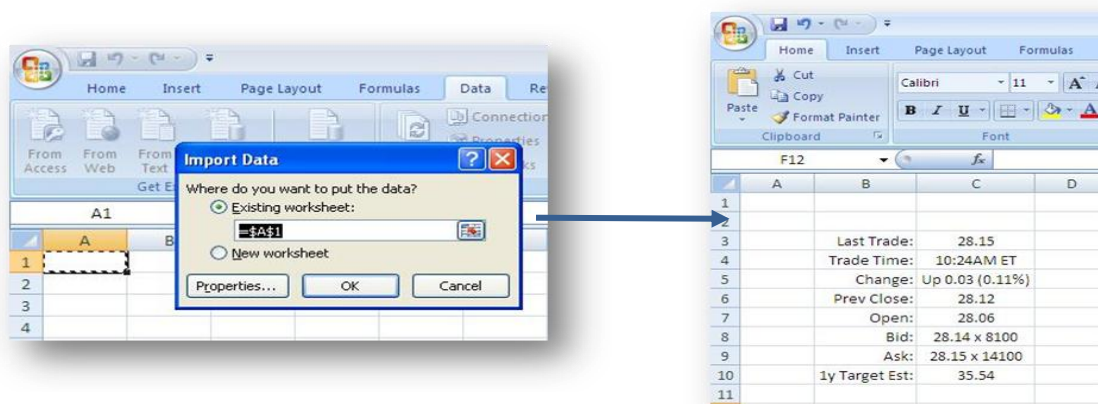 Home Insert Page Layout Formulas Data
From Access From Web From Text Connection
Get
Import Data
Where do you want to put the data?
Existing worksheet:
=$A$1
New worksheet
Properties... OK Cancel
A1
A B
1
2
3
4
Home Insert Page Layout Formulas
Paste Cut Calibri 11 A
Copy
Format Painter B I U A
Clipboard Font
F12 fx
A B C D
1
2
3 Last Trade: 28.15
4 Trade Time: 10:24AM ET
5 Change: Up 0.03 (0.11%)
6 Prev Close: 28.12
7 Open: 28.06
8 Bid: 28.14 x 8100
9 Ask: 28.15 x 14100
10 1y Target Est: 35.54
11